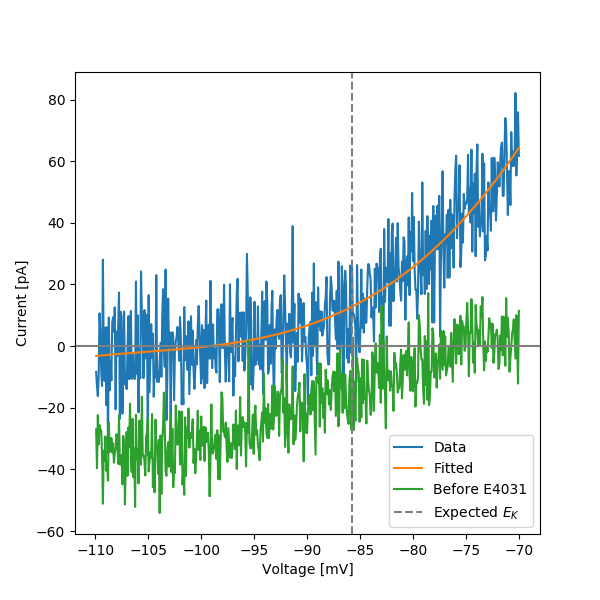 Current [pA]
80
60
40
20
0
−20
−40
−60
−110
−105
−100
−95
−90
−85
−80
−75
−70
Voltage [mV]
Data
Fitted
Before E4031
Expected E_K